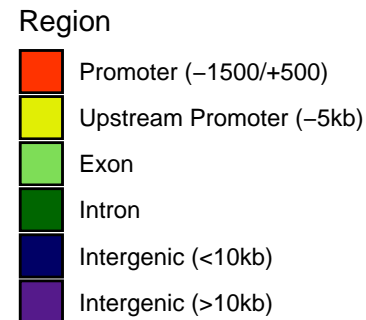 Region
Promoter (−1500/+500)
Upstream Promoter (−5kb)
Exon
Intron
Intergenic (<10kb)
Intergenic (>10kb)